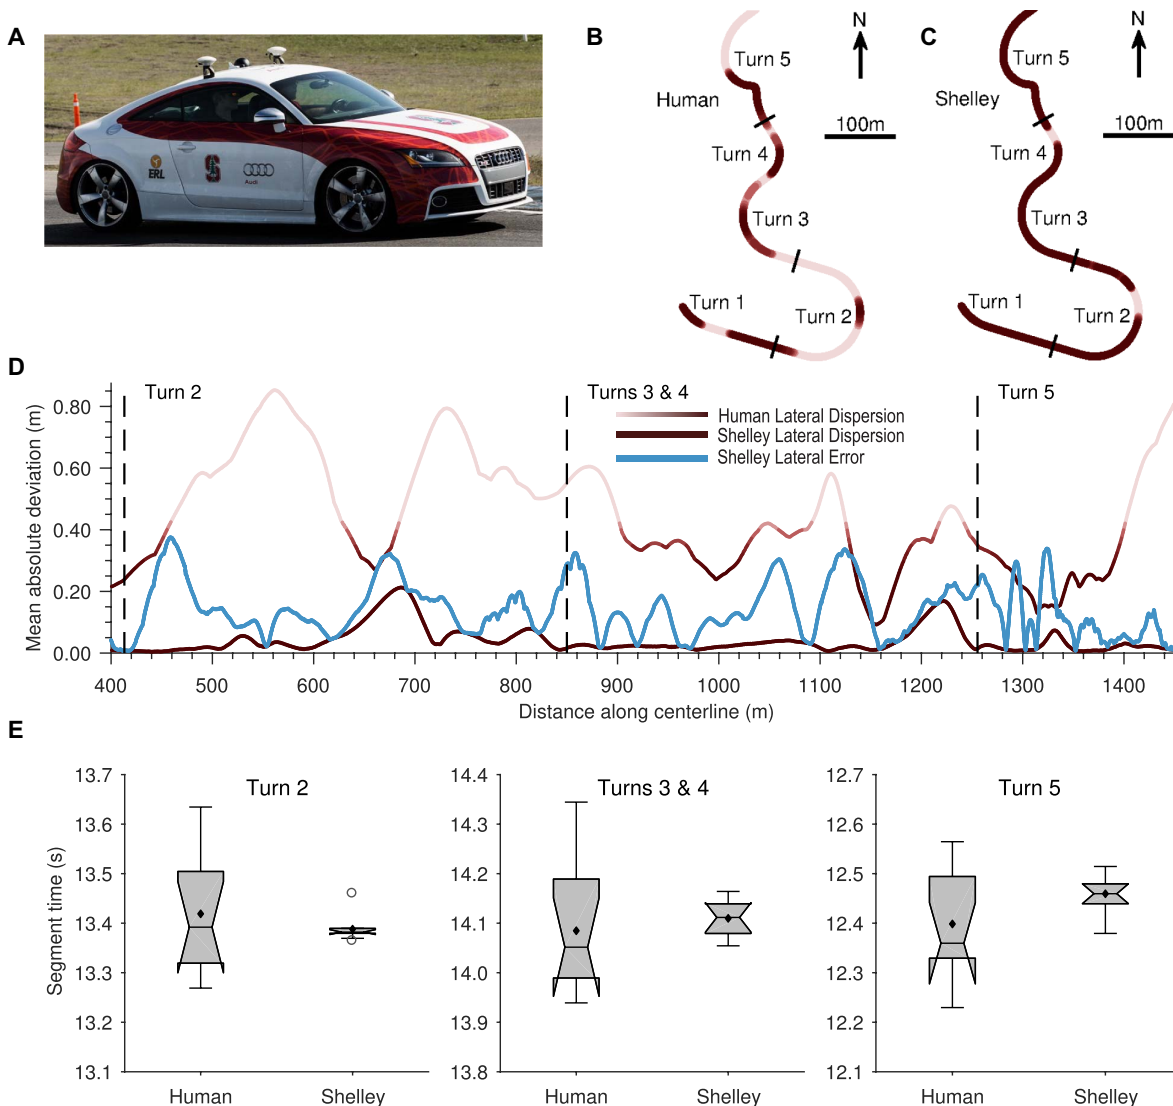 A
ERL
S
Audi
B
N
Turn 5
Human
100m
Turn 4
Turn 3
Turn 1
Turn 2
C
N
Turn 5
Shelley
100m
Turn 4
Turn 3
Turn 1
Turn 2
D
Mean absolute deviation (m)
0.80
0.60
0.40
0.20
0.00
Turn 2
Turns 3 & 4
Turn 5
Human Lateral Dispersion
Shelley Lateral Dispersion
Shelley Lateral Error
400 500 600 700 800 900 1000 1100 1200 1300 1400
Distance along centerline (m)
E
Segment time (s)
Turn 2
13.7
13.6
13.5
13.4
13.3
13.2
13.1
Human Shelley
Turns 3 & 4
14.4
14.3
14.2
14.1
14.0
13.9
13.8
Human Shelley
Turn 5
12.7
12.6
12.5
12.4
12.3
12.2
12.1
Human Shelley